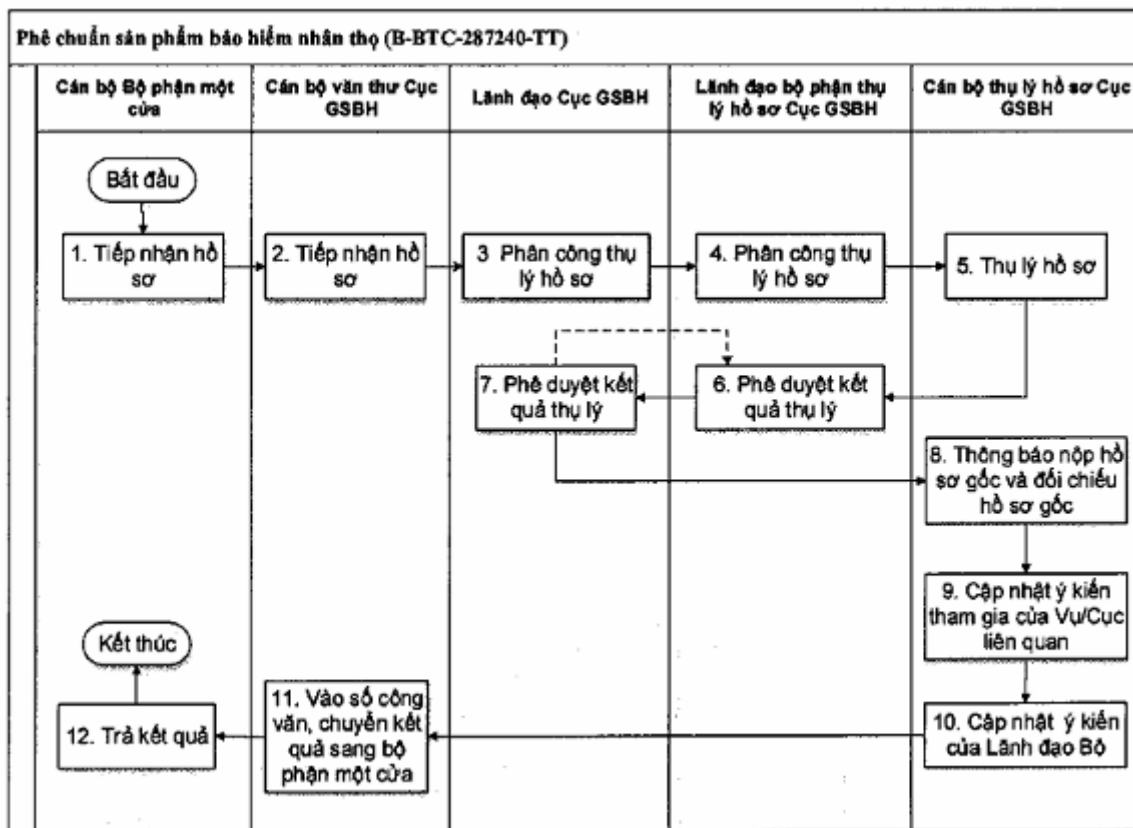 Phê chuẩn sản phẩm bảo hiểm nhân thọ (B-BTC-287240-TT)
Cán bộ Bộ phận một
cửa
Cán bộ văn thư Cục
GSBH
Lãnh đạo Cục GSBH
Lãnh đạo bộ phận thụ
lý hồ sơ Cục GSBH
Cán bộ thụ lý hồ sơ Cục
GSBH
Bắt đầu
1. Tiếp nhận hồ
sơ
2. Tiếp nhận hồ
sơ
3 Phân công thụ
lý hồ sơ
4. Phân công thụ
lý hồ sơ
5. Thụ lý hồ sơ
7. Phê duyệt kết
quả thụ lý
6. Phê duyệt kết
quả thụ lý
8. Thông báo nộp hồ
sơ gốc và đối chiếu
hồ sơ gốc
9. Cập nhật ý kiến
tham gia của Vụ/Cục
liên quan
Kết thúc
12. Trả kết quả
11. Vào số công
văn, chuyển kết
quả sang bộ
phận một cửa
10. Cập nhật ý kiến
của Lãnh đạo Bộ